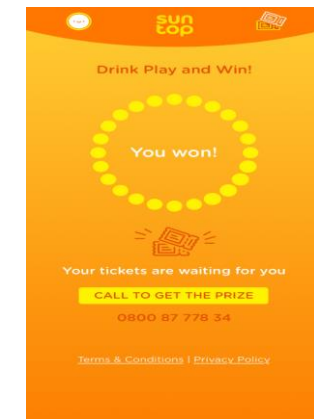 sun
top
Drink Play and Win!
You won!
Your tickets are waiting for you
CALL TO GET THE PRIZE
0800 87 778 34
Terms & Conditions | Privacy Policy